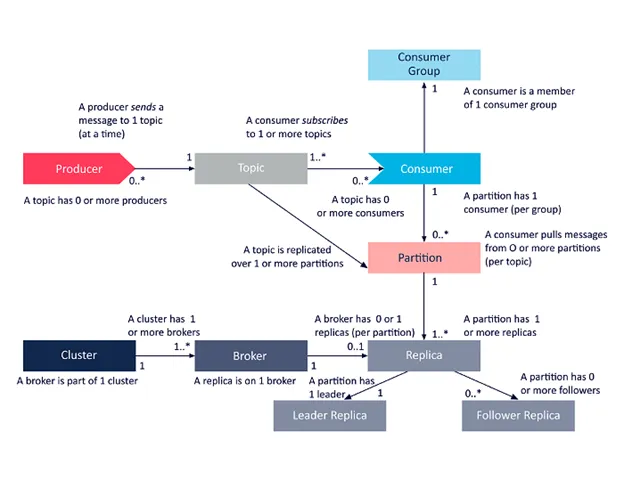 Consumer
Group
1
A consumer is a member
of 1 consumer group
A producer sends a
message to 1 topic
(at a time)
A consumer subscribes
to 1 or more topics
Producer
1
0..*
Topic
1..*
0..*
Consumer
A topic has 0 or more producers
A topic has 0
or more consumers
1
A partition has 1
consumer (per group)
0..*
A consumer pulls messages
from O or more partitions
(per topic)
A topic is replicated
over 1 or more partitions
Partition
1
A cluster has 1
or more brokers
1..*
A broker has 0 or 1
replicas (per partition)
0..1
1..*
A partition has 1
or more replicas
Cluster
1
Broker
1
Replica
A broker is part of 1 cluster
A replica is on 1 broker
A partition has
1 leader
1
0..*
A partition has 0
or more followers
Leader Replica
Follower Replica